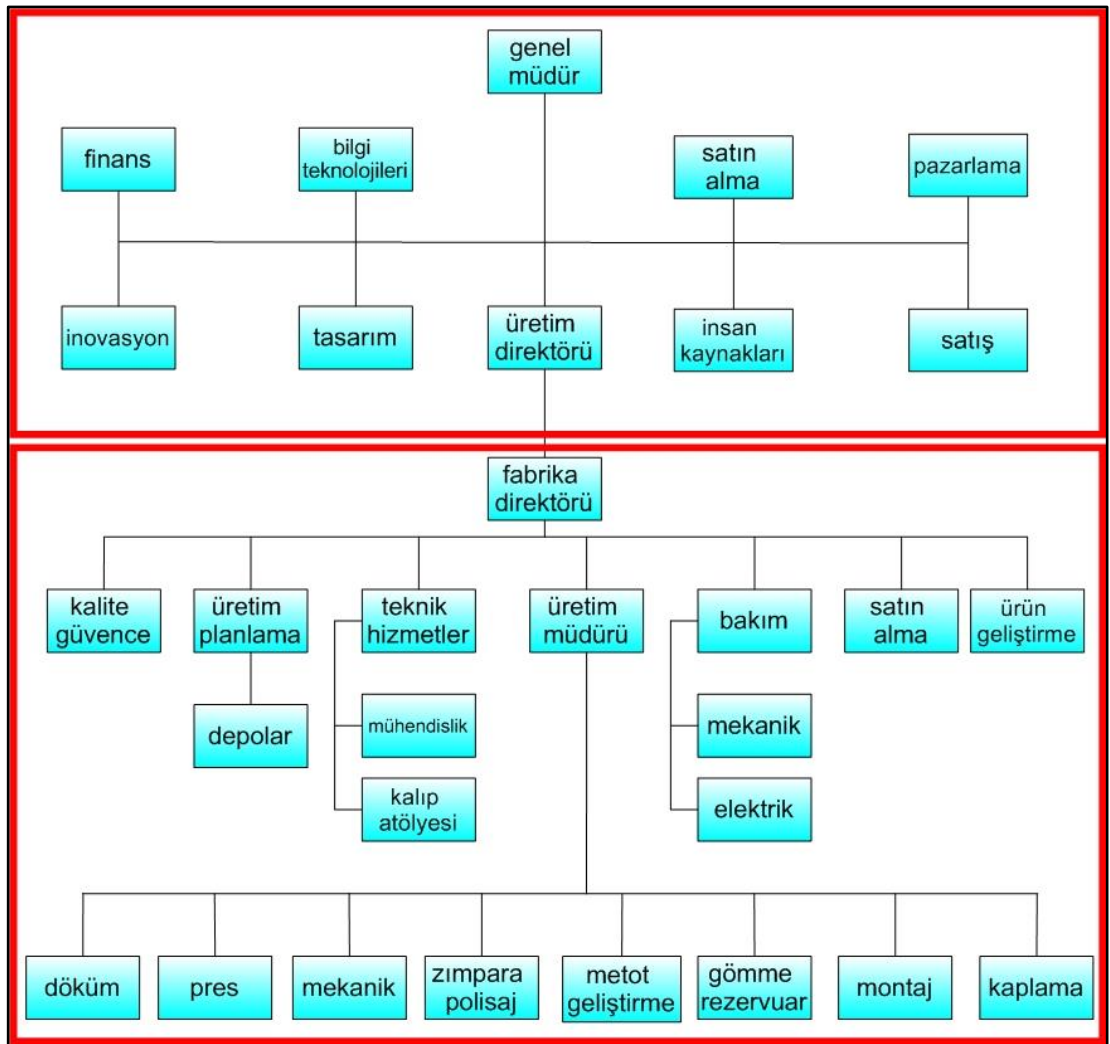 genel
müdür
finans
bilgi
teknolojileri
satın
alma
pazarlama
inovasyon
tasarım
üretim
direktörü
insan
kaynakları
satış
fabrika
direktörü
kalite
güvence
üretim
planlama
teknik
hizmetler
üretim
müdürü
bakım
satın
alma
ürün
geliştirme
depolar
mühendislik
mekanik
kalıp
atölyesi
elektrik
döküm
pres
mekanik
zımpara
polisaj
metot
geliştirme
gömme
rezervuar
montaj
kaplama